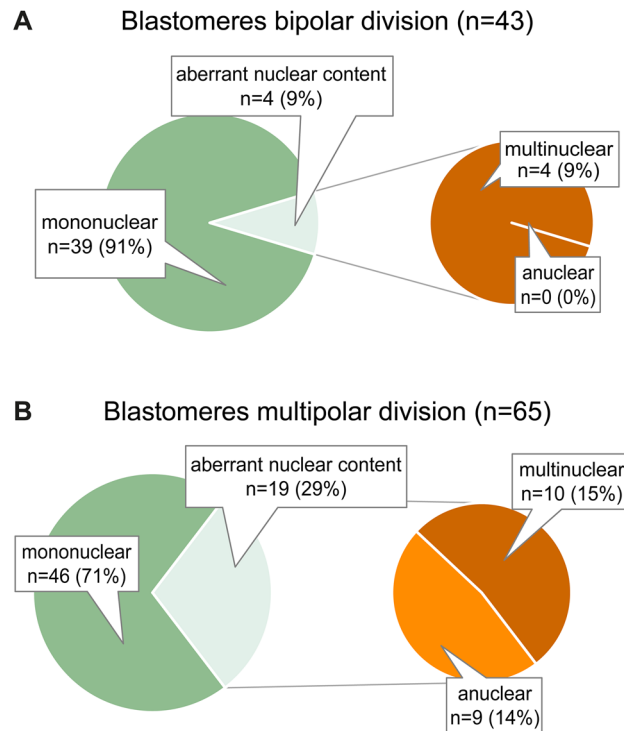 A
Blastomeres bipolar division (n=43)
aberrant nuclear content
n=4 (9%)
multinuclear
n=4 (9%)
mononuclear
n=39 (91%)
anuclear
n=0 (0%)
B
Blastomeres multipolar division (n=65)
aberrant nuclear content
n=19 (29%)
multinuclear
n=10 (15%)
mononuclear
n=46 (71%)
anuclear
n=9 (14%)